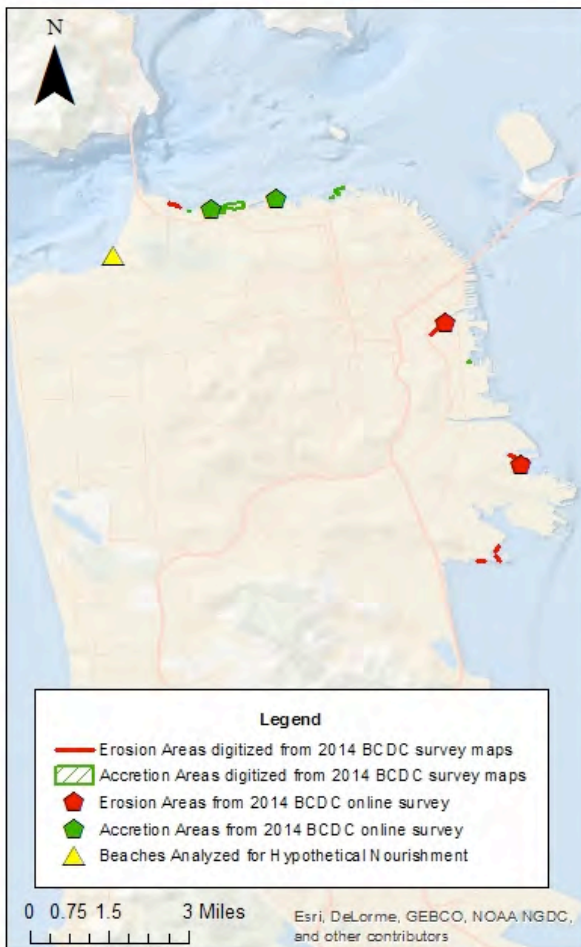 N
Legend
Erosion Areas digitized from 2014 BCDC survey maps
Accretion Areas digitized from 2014 BCDC survey maps
Erosion Areas from 2014 BCDC online survey
Accretion Areas from 2014 BCDC online survey
Beaches Analyzed for Hypothetical Nourishment
0 0.75 1.5 3 Miles
Esri, DeLorme, GEBCO, NOAA NGDC,
and other contributors